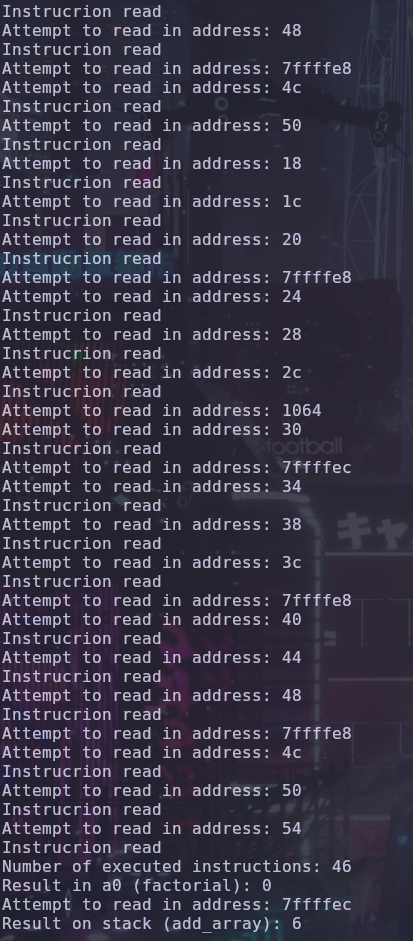 Instrucrion read
Attempt to read in address: 48
Instrucrion read
Attempt to read in address: 7ffffe8
Attempt to read in address: 4c
Instrucrion read
Attempt to read in address: 50
Instrucrion read
Attempt to read in address: 18
Instrucrion read
Attempt to read in address: 1c
Instrucrion read
Attempt to read in address: 20
Instrucrion read
Attempt to read in address: 7ffffe8
Attempt to read in address: 24
Instrucrion read
Attempt to read in address: 28
Instrucrion read
Attempt to read in address: 2c
Instrucrion read
Attempt to read in address: 1064
Attempt to read in address: 30
Instrucrion read
football
Attempt to read in address: 7ffffec
Attempt to read in address: 34
Instrucrion read
Attempt to read in address: 38
キャ
Instrucrion read
Attempt to read in address: 3c
Instrucrion read
Attempt to read in address: 7ffffe8
Attempt to read in address: 40
Instrucrion read
Attempt to read in address: 44
Instrucrion read
Attempt to read in address: 48
Instrucrion read
Attempt to read in address: 7ffffe8
Attempt to read in address: 4c
Instrucrion read
Attempt to read in address: 50
Instrucrion read
Attempt to read in address: 54
Instrucrion read
Number of executed instructions: 46
Result in a0 (factorial): 0
Attempt to read in address: 7ffffec
Result on stack (add_array): 6